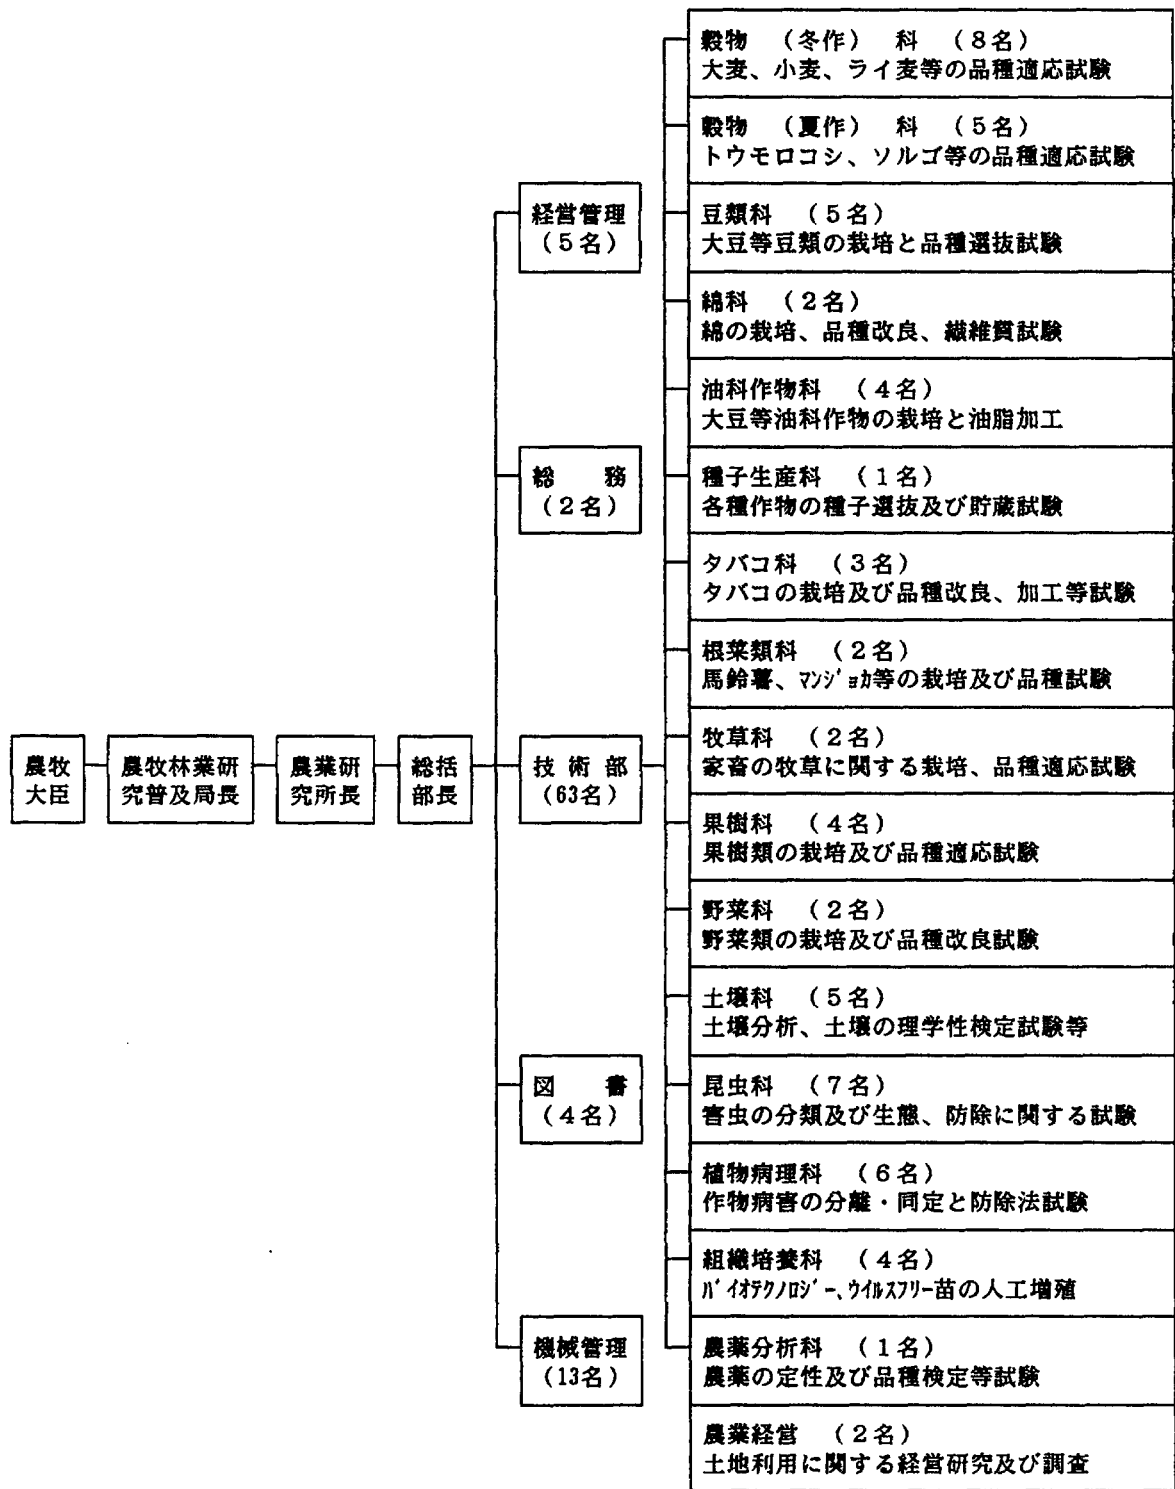 農牧
大臣
農牧林業研
究普及局長
農業研
究所長
総括
部長
経営管理
(5名)
総　務
(2名)
技術部
(63名)
図　書
(4名)
機械管理
(13名)
穀物　(冬作)　科　(8名)
大麦、小麦、ライ麦等の品種適応試験
穀物　(夏作)　科　(5名)
トウモロコシ、ソルゴ等の品種適応試験
豆類科　(5名)
大豆等豆類の栽培と品種選抜試験
綿科　(2名)
綿の栽培、品種改良、繊維質試験
油科作物科　(4名)
大豆等油科作物の栽培と油脂加工
種子生産科　(1名)
各種作物の種子選抜及び貯蔵試験
タバコ科　(3名)
タバコの栽培及び品種改良、加工等試験
根菜類科　(2名)
馬鈴薯、マンジョカ等の栽培及び品種試験
牧草科　(2名)
家畜の牧草に関する栽培、品種適応試験
果樹科　(4名)
果樹類の栽培及び品種適応試験
野菜科　(2名)
野菜類の栽培及び品種改良試験
土壌科　(5名)
土壌分析、土壌の理学性検定試験等
昆虫科　(7名)
害虫の分類及び生態、防除に関する試験
植物病理科　(6名)
作物病害の分離・同定と防除法試験
組織培養科　(4名)
バイオテクノロジー、ウイルスフリー苗の人工増殖
農薬分析科　(1名)
農薬の定性及び品種検定等試験
農業経営　(2名)
土地利用に関する経営研究及び調査